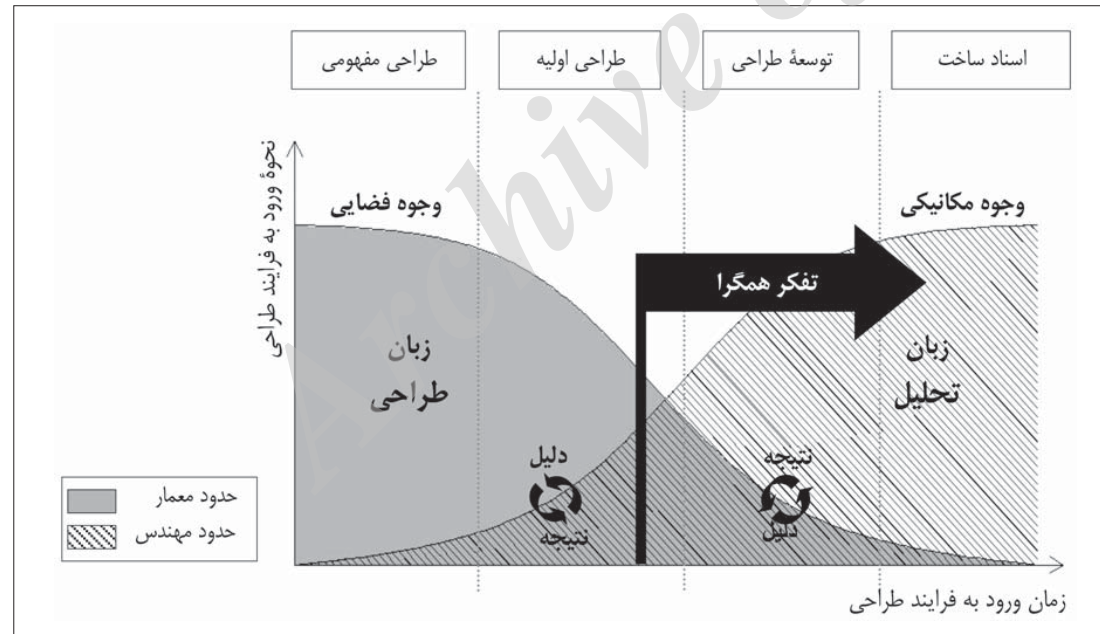 طراحی مفهومی
طراحی اولیه
توسعهٔ طراحی
اسناد ساخت
نحوهٔ ورود به فرایند طراحی
وجوه فضایی
وجوه مکانیکی
تفکر همگرا
زبان
طراحی
زبان
تحلیل
دلیل
نتیجه
نتیجه
دلیل
حدود معمار
حدود مهندس
زمان ورود به فرایند طراحی
Archive